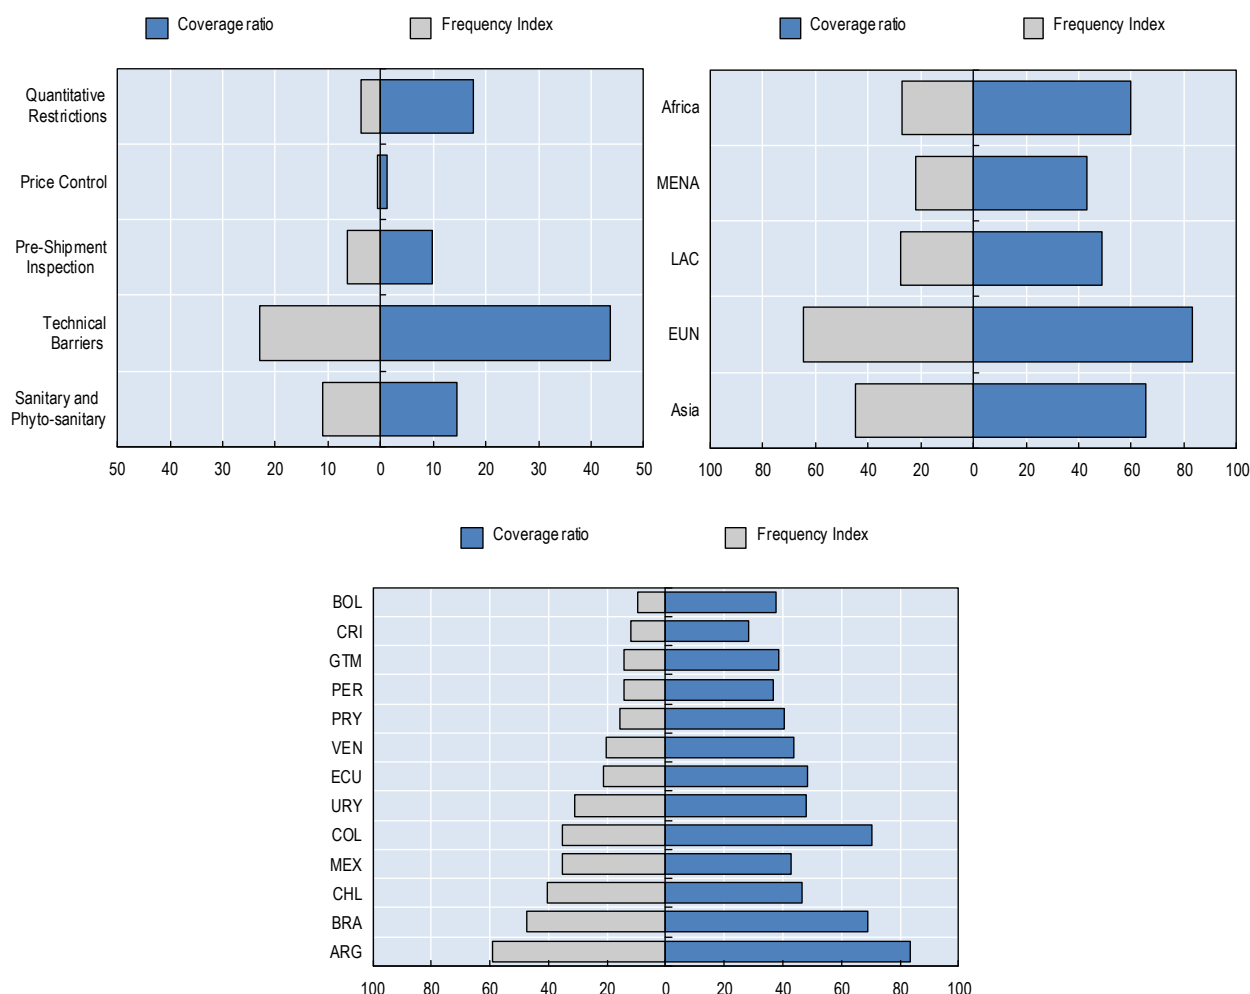 Coverage ratio Frequency Index
Quantitative
Restrictions
Price Control
Pre-Shipment
Inspection
Technical
Barriers
Sanitary and
Phyto-sanitary
50 40 30 20 10 0 10 20 30 40 50
Coverage ratio Frequency Index
Africa
MENA
LAC
EUN
Asia
100 80 60 40 20 0 20 40 60 80 100
Coverage ratio Frequency Index
BOL
CRI
GTM
PER
PRY
VEN
ECU
URY
COL
MEX
CHL
BRA
ARG
100 80 60 40 20 0 20 40 60 80 100